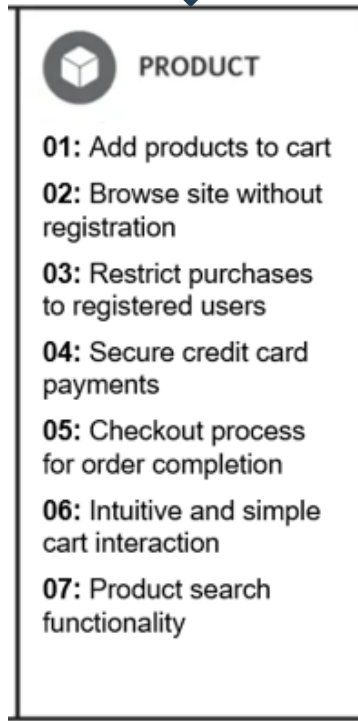 PRODUCT
01: Add products to cart
02: Browse site without
registration
03: Restrict purchases
to registered users
04: Secure credit card
payments
05: Checkout process
for order completion
06: Intuitive and simple
cart interaction
07: Product search
functionality